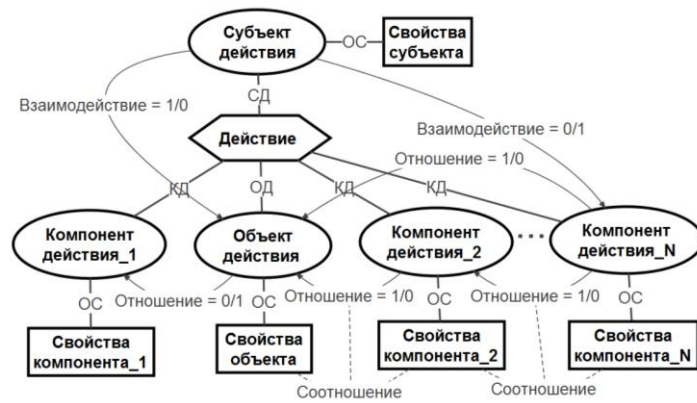 Субъект
действия
ОС
Свойства
субъекта
Взаимодействие = 1/0
СД
Взаимодействие = 0/1
Действие
Отношение = 1/0
КД
ОД
КД
КД
Компонент
действия_1
Объект
действия
Компонент
действия_2
...
Компонент
действия_N
ОС
Отношение = 0/1
ОС
Отношение = 1/0
ОС
Отношение = 1/0
ОС
Свойства
компонента_1
Свойства
объекта
Свойства
компонента_2
Свойства
компонента_N
Соотношение
Соотношение